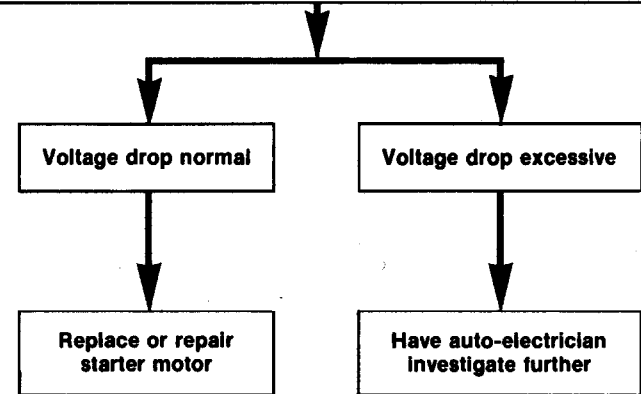 Voltage drop normal
Voltage drop excessive
Replace or repair
starter motor
Have auto-electrician
investigate further